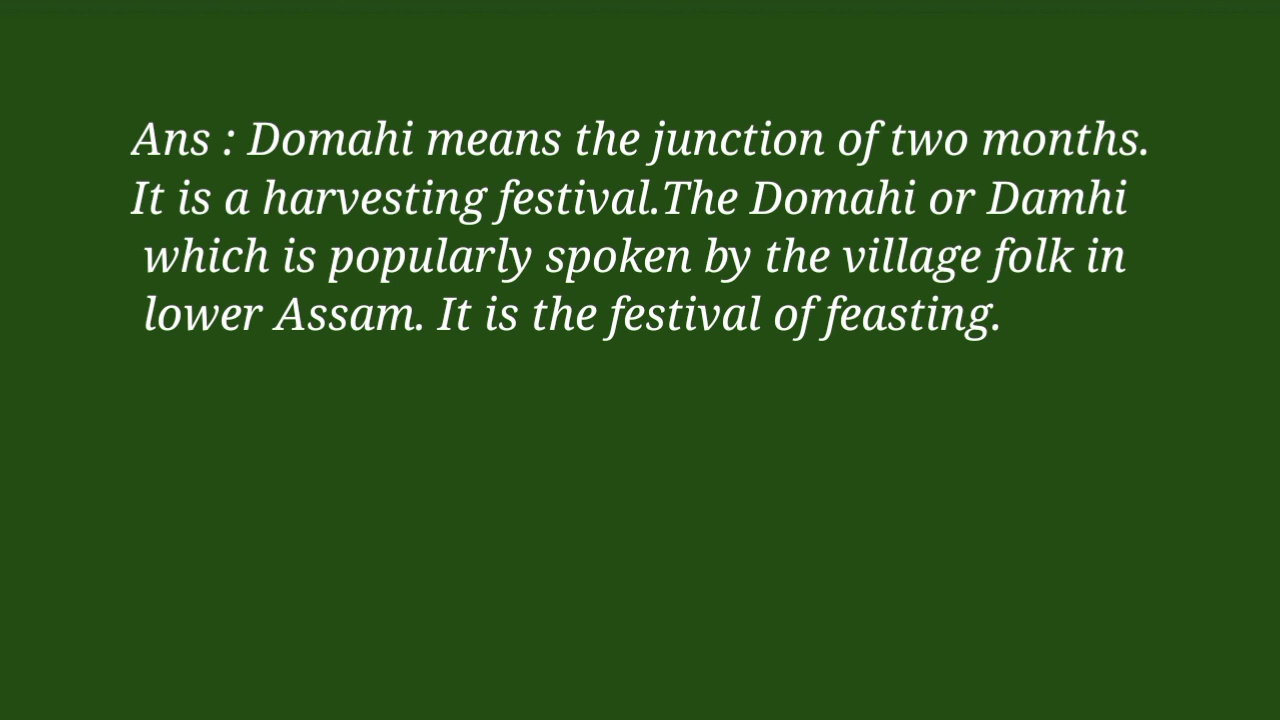 Ans : Domahi means the junction of two months.
It is a harvesting festival.The Domahi or Damhi
which is popularly spoken by the village folk in
lower Assam. It is the festival of feasting.